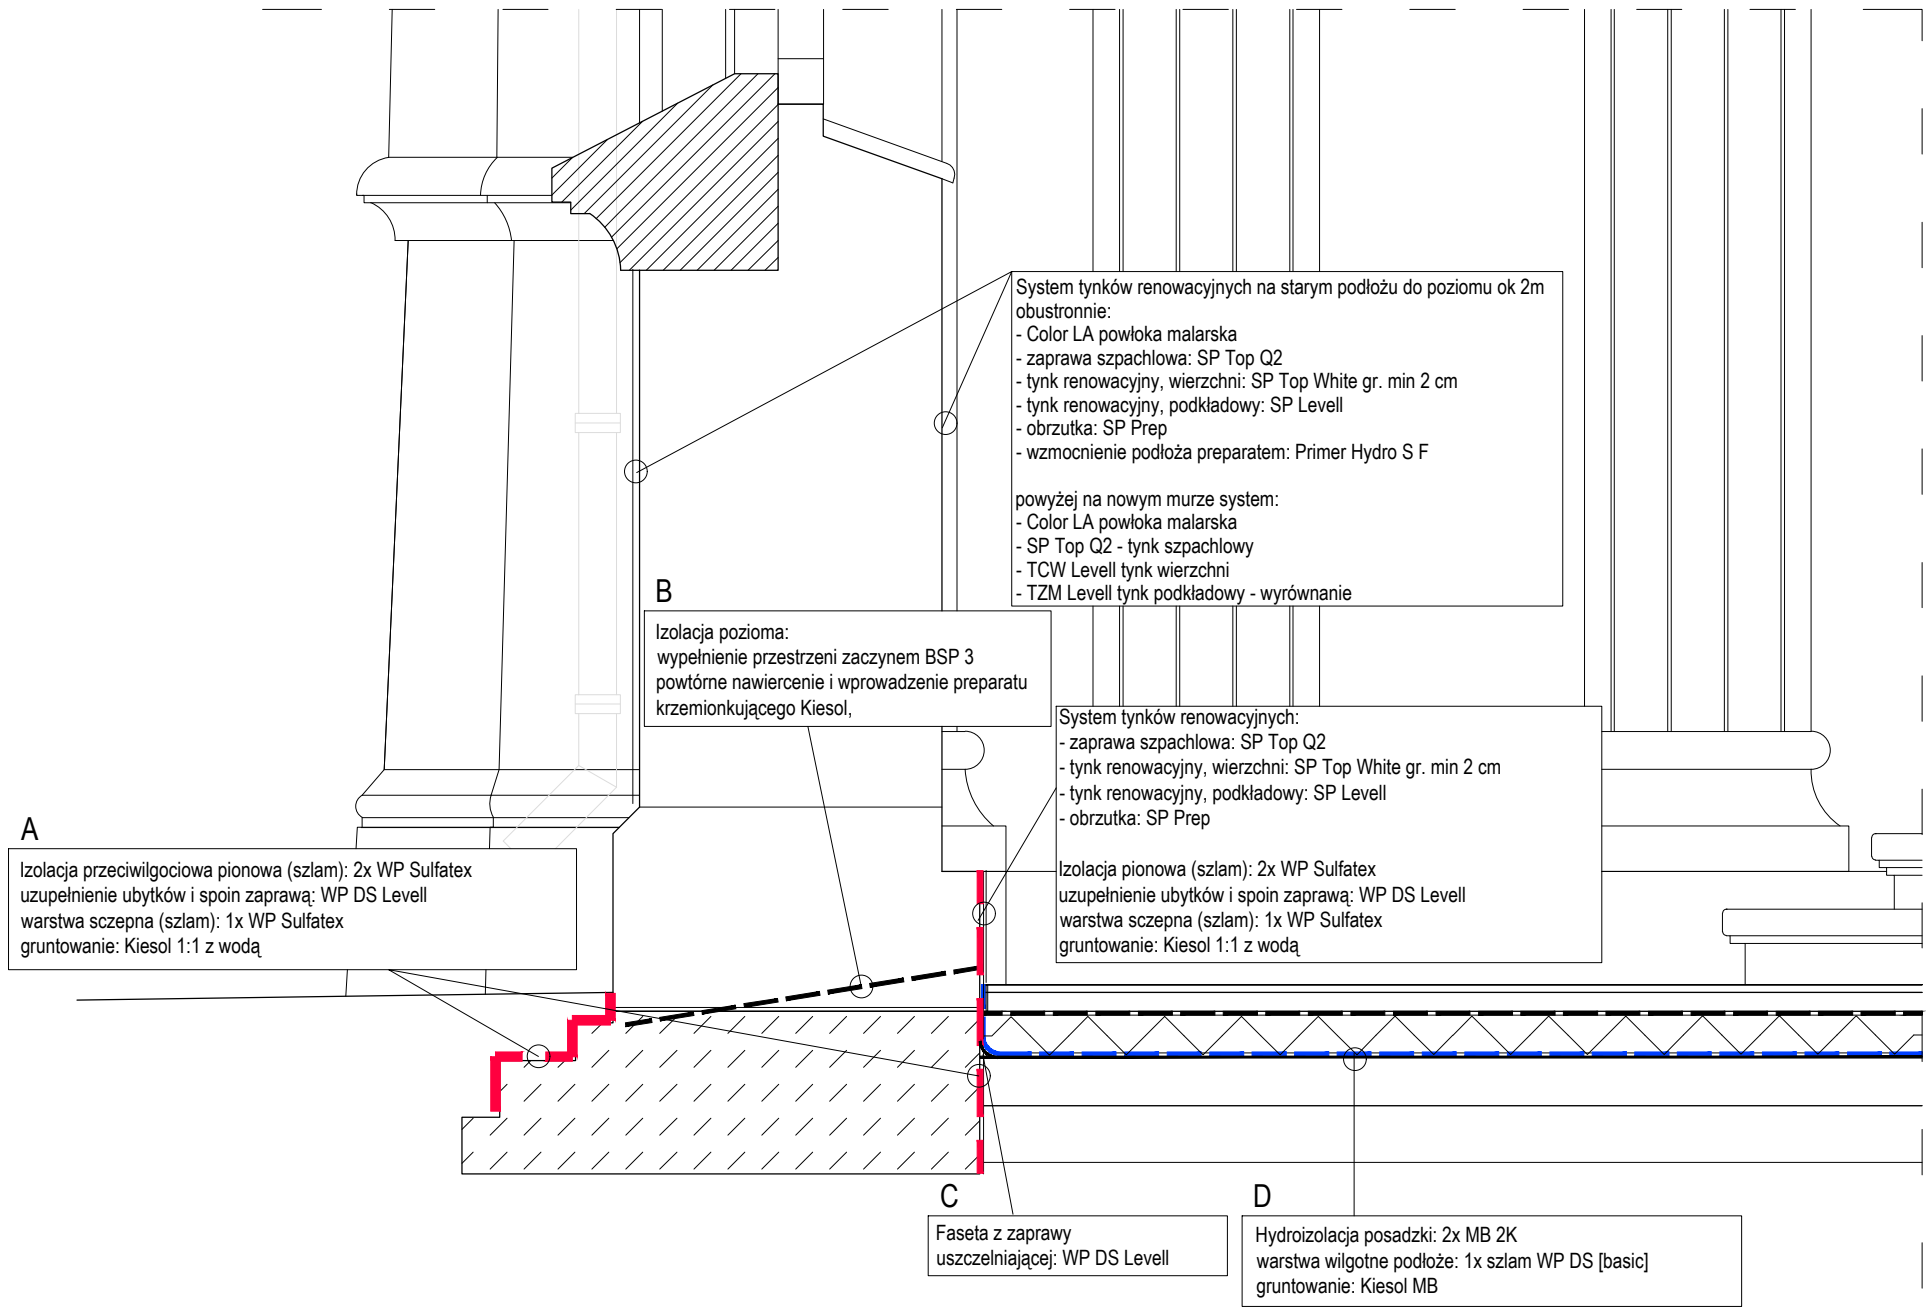 System tynków renowacyjnych na starym podłożu do poziomu ok 2m
obustronnie:
- Color LA powłoka malarska
- zaprawa szpachlowa: SP Top Q2
- tynk renowacyjny, wierzchni: SP Top White gr. min 2 cm
- tynk renowacyjny, podkładowy: SP Levell
- obrzutka: SP Prep
- wzmocnienie podłoża preparatem: Primer Hydro S F
powyżej na nowym murze system:
- Color LA powłoka malarska
- SP Top Q2 - tynk szpachlowy
- TCW Levell tynk wierzchni
- TZM Levell tynk podkładowy - wyrównanie
B
Izolacja pozioma:
wypełnienie przestrzeni zaczynem BSP 3
powtórne nawiercenie i wprowadzenie preparatu
krzemionkującego Kiesol,
System tynków renowacyjnych:
- zaprawa szpachlowa: SP Top Q2
- tynk renowacyjny, wierzchni: SP Top White gr. min 2 cm
- tynk renowacyjny, podkładowy: SP Levell
- obrzutka: SP Prep
Izolacja pionowa (szlam): 2x WP Sulfatex
uzupełnienie ubytków i spoin zaprawą: WP DS Levell
warstwa sczepna (szlam): 1x WP Sulfatex
gruntowanie: Kiesol 1:1 z wodą
A
Izolacja przeciwilgociowa pionowa (szlam): 2x WP Sulfatex
uzupełnienie ubytków i spoin zaprawą: WP DS Levell
warstwa sczepna (szlam): 1x WP Sulfatex
gruntowanie: Kiesol 1:1 z wodą
C
Faseta z zaprawy
uszczelniającej: WP DS Levell
D
Hydroizolacja posadzki: 2x MB 2K
warstwa wilgotne podłoże: 1x szlam WP DS [basic]
gruntowanie: Kiesol MB